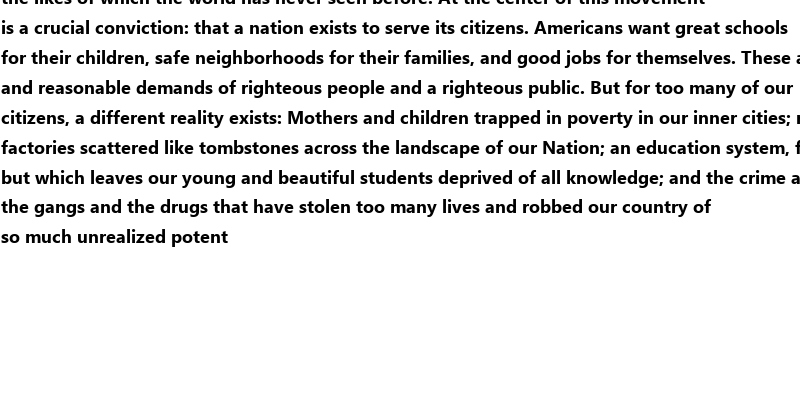 the likes of which the world has never seen before. At the center of this movement
is a crucial conviction: that a nation exists to serve its citizens. Americans want great schools
for their children, safe neighborhoods for their families, and good jobs for themselves. These
and reasonable demands of righteous people and a righteous public. But for too many of our
citizens, a different reality exists: Mothers and children trapped in poverty in our inner cities;
factories scattered like tombstones across the landscape of our Nation; an education system,
but which leaves our young and beautiful students deprived of all knowledge; and the crime
the gangs and the drugs that have stolen too many lives and robbed our country of
so much unrealized potent